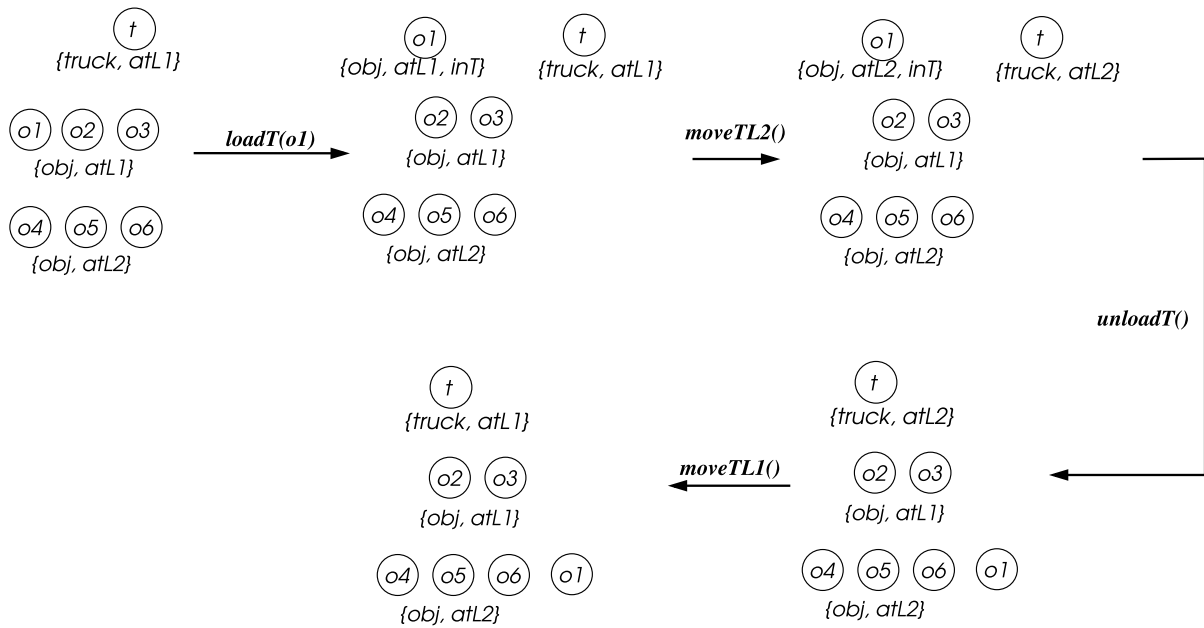 t
{truck, atL1}
o1 o2 o3
{obj, atL1}
o4 o5 o6
{obj, atL2}
loadT(o1)
o1
{obj, atL1, inT}
t
{truck, atL1}
o2 o3
{obj, atL1}
o4 o5 o6
{obj, atL2}
moveTL2()
o1
{obj, atL2, inT}
t
{truck, atL2}
o2 o3
{obj, atL1}
o4 o5 o6
{obj, atL2}
unloadT()
t
{truck, atL2}
o2 o3
{obj, atL1}
o4 o5 o6 o1
{obj, atL2}
moveTL1()
t
{truck, atL1}
o2 o3
{obj, atL1}
o4 o5 o6 o1
{obj, atL2}